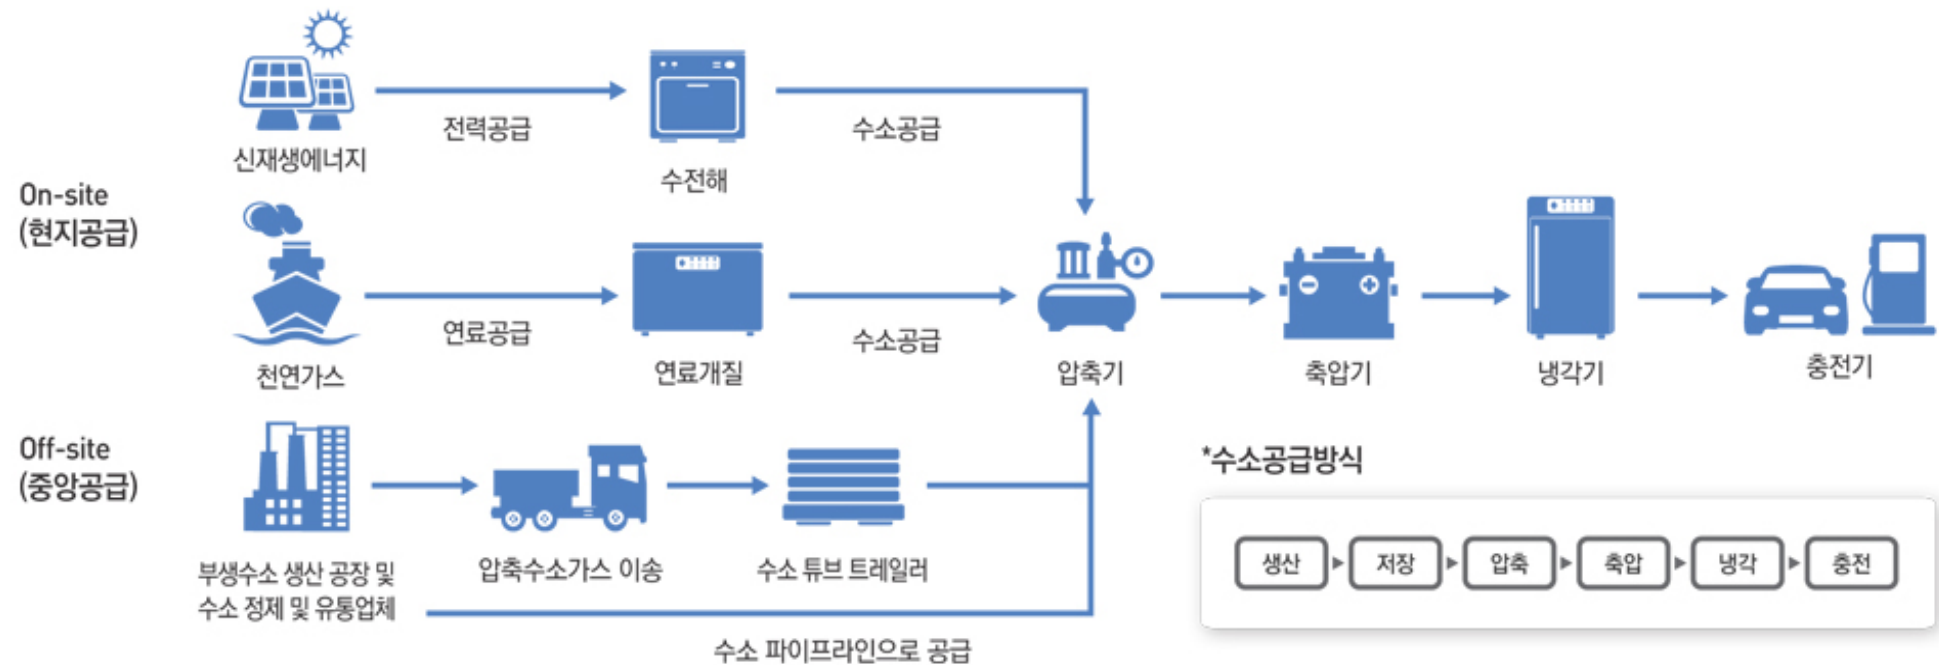 On-site
(현지공급)
신재생에너지
전력공급
수전해
수소공급
천연가스
연료공급
연료개질
수소공급
압축기
축압기
냉각기
충전기
Off-site
(중앙공급)
부생수소 생산 공장 및
수소 정제 및 유통업체
압축수소가스 이송
수소 튜브 트레일러
수소 파이프라인으로 공급
*수소공급방식
생산 ▶ 저장 ▶ 압축 ▶ 축압 ▶ 냉각 ▶ 충전